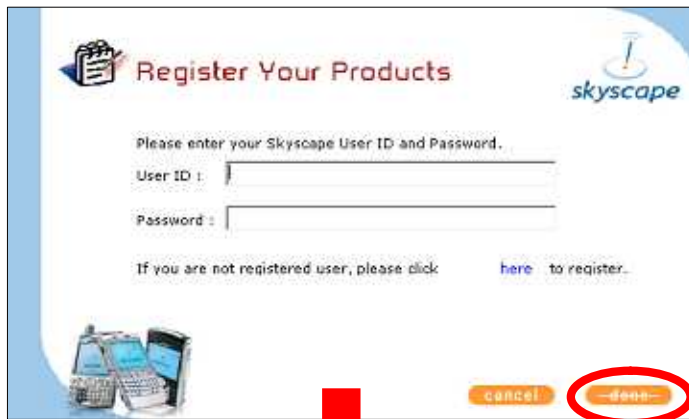 Register Your Products
skyscape
Please enter your Skyscape User ID and Password.
User ID :
Password :
If you are not registered user, please click here to register.
cancel
done